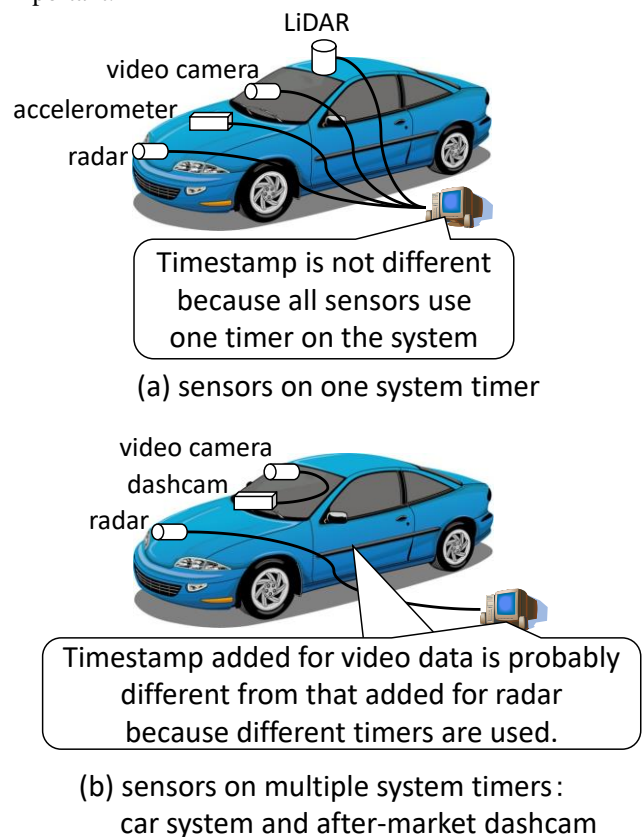 LiDAR
video camera
accelerometer
radar
Timestamp is not different
because all sensors use
one timer on the system
(a) sensors on one system timer
video camera
dashcam
radar
Timestamp added for video data is probably
different from that added for radar
because different timers are used.
(b) sensors on multiple system timers:
car system and after-market dashcam